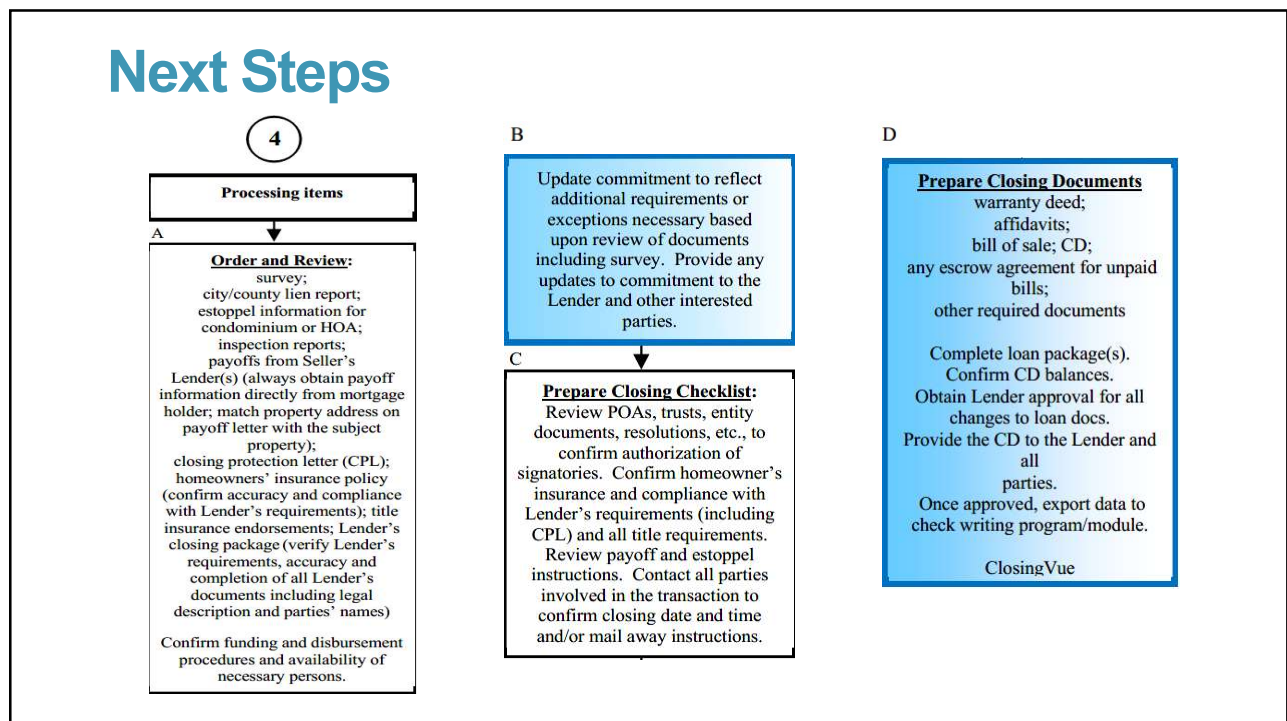 Next Steps
4
Processing items
A
Order and Review:
survey;
city/county lien report;
estoppel information for
condominium or HOA;
inspection reports;
payoffs from Seller's
Lender(s) (always obtain payoff
information directly from mortgage
holder; match property address on
payoff letter with the subject
property);
closing protection letter (CPL);
homeowners' insurance policy
(confirm accuracy and compliance
with Lender's requirements); title
insurance endorsements; Lender's
closing package (verify Lender's
requirements, accuracy and
completion of all Lender's
documents including legal
description and parties' names)
Confirm funding and disbursement
procedures and availability of
necessary persons.
B
Update commitment to reflect
additional requirements or
exceptions necessary based
upon review of documents
including survey. Provide any
updates to commitment to the
Lender and other interested
parties.
C
Prepare Closing Checklist:
Review POAs, trusts, entity
documents, resolutions, etc., to
confirm authorization of
signatories. Confirm homeowner's
insurance and compliance with
Lender's requirements (including
CPL) and all title requirements.
Review payoff and estoppel
instructions. Contact all parties
involved in the transaction to
confirm closing date and time
and/or mail away instructions.
D
Prepare Closing Documents
warranty deed;
affidavits;
bill of sale; CD;
any escrow agreement for unpaid
bills;
other required documents
Complete loan package(s).
Confirm CD balances.
Obtain Lender approval for all
changes to loan docs.
Provide the CD to the Lender and
all
parties.
Once approved, export data to
check writing program/module.
ClosingVue